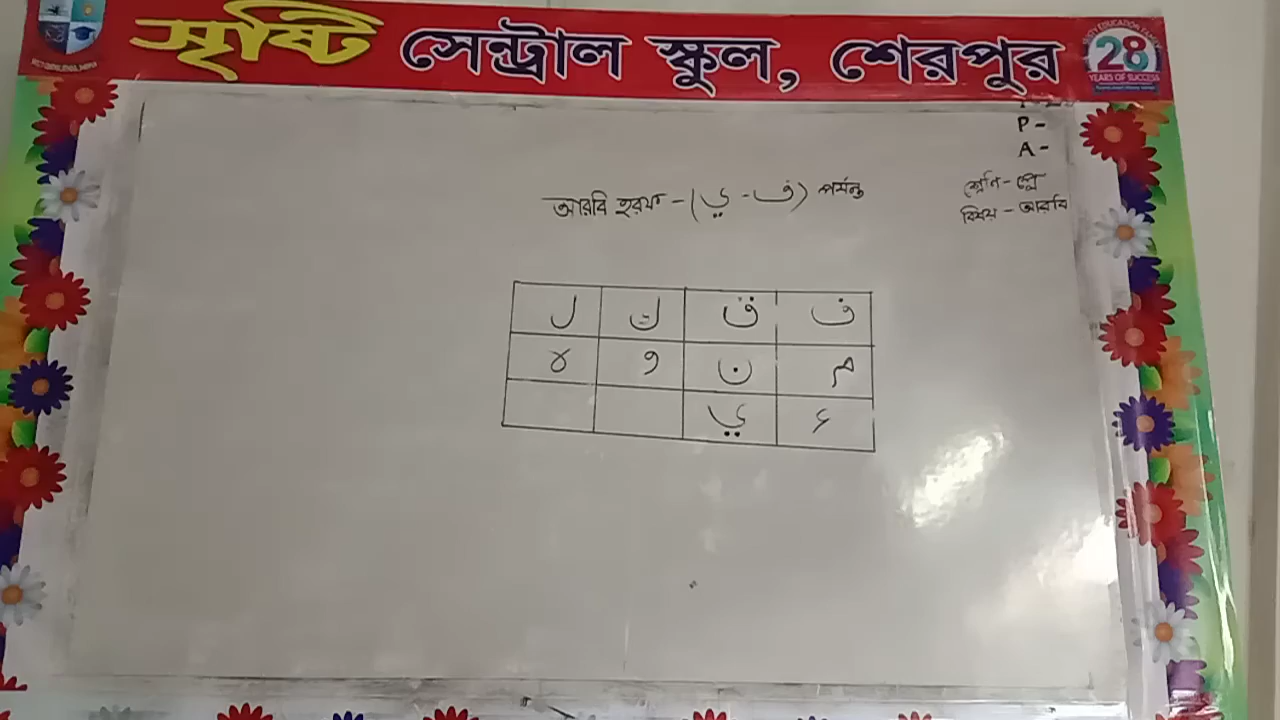 সৃষ্টি সেন্ট্রাল স্কুল, শেরপুর
28
YEARS OF SUCCESS
P -
A -
শ্রেণি - প্লে
বিষয় - আরবি
আরবি হরফ - (ي - ف) পর্যন্ত
ف ق ك ل
م ن و ه
ء ي